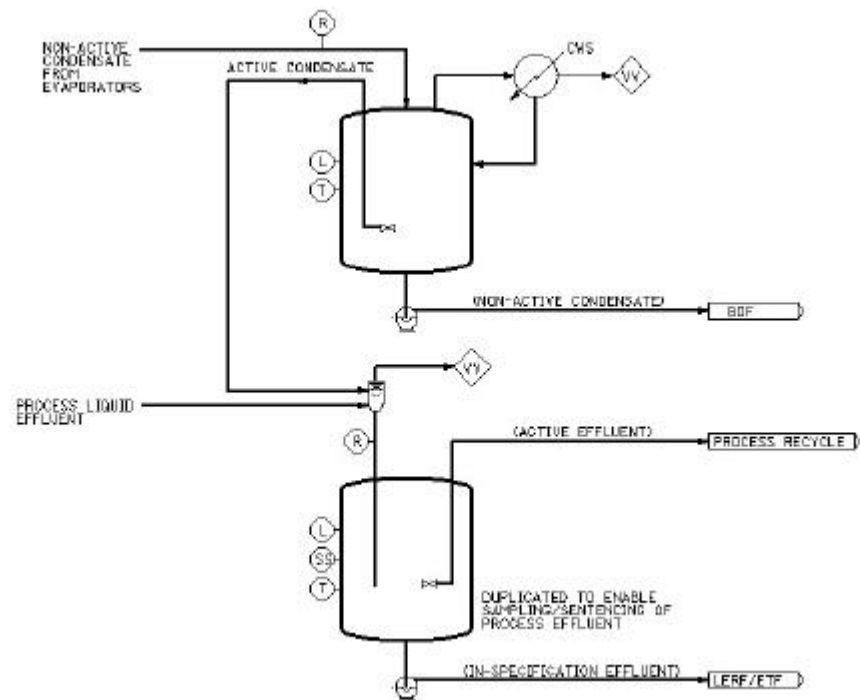 R
NON-ACTIVE
CONDENSATE
FROM
EVAPORATORS
ACTIVE CONDENSATE
CWS
VV
L
T
(NON-ACTIVE CONDENSATE)
BOF
VV
PROCESS LIQUID
EFFLUENT
R
(ACTIVE EFFLUENT)
PROCESS RECYCLE
L
SS
T
DUPLICATED TO ENABLE
SAMPLING/SENTENCING OF
PROCESS EFFLUENT
(IN-SPECIFICATION EFFLUENT)
LERF/ETF